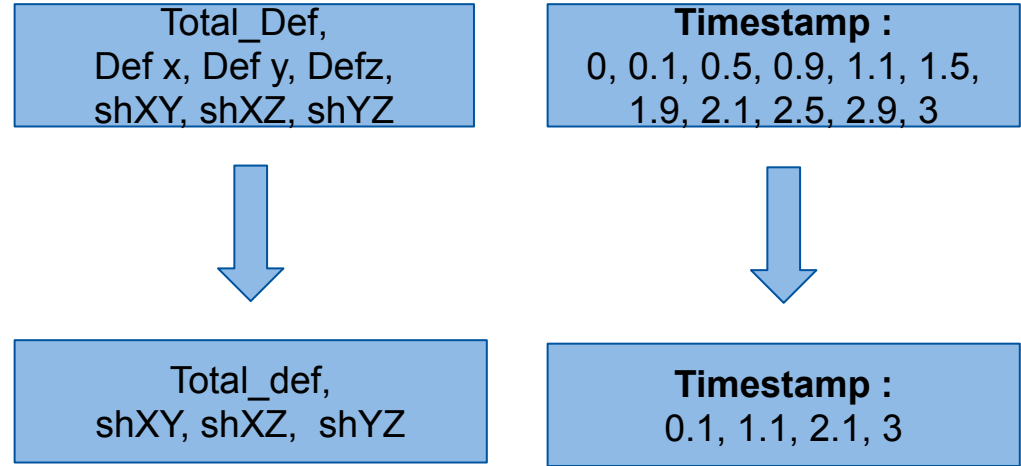 Total_Def,
Def x, Def y, Defz,
shXY, shXZ, shYZ
Timestamp :
0, 0.1, 0.5, 0.9, 1.1, 1.5,
1.9, 2.1, 2.5, 2.9, 3
Total_def,
shXY, shXZ,  shYZ
Timestamp :
0.1, 1.1, 2.1, 3